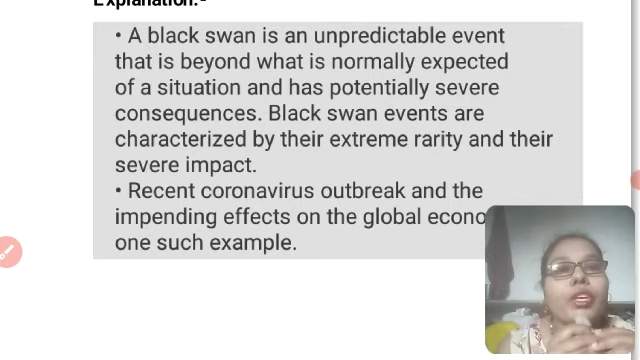 Explanation:-
• A black swan is an unpredictable event
that is beyond what is normally expected
of a situation and has potentially severe
consequences. Black swan events are
characterized by their extreme rarity and their
severe impact.
• Recent coronavirus outbreak and the
impending effects on the global econo
one such example.